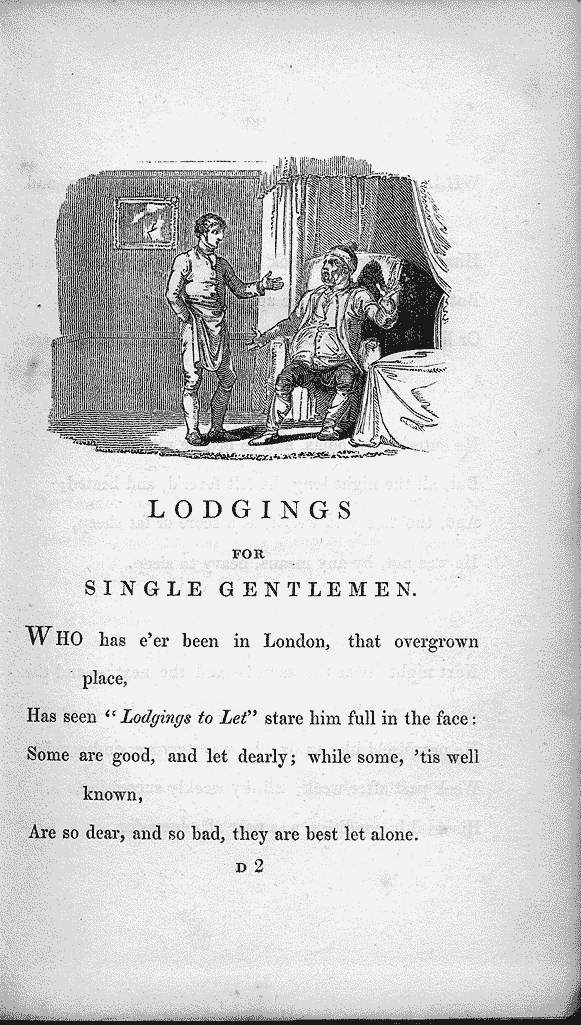 LODGINGS
FOR
SINGLE GENTLEMEN.
WHO has e'er been in London, that overgrown
place,
Has seen “ Lodgings to Let” stare him full in the face :
Some are good, and let dearly; while some, 'tis well
known,
Are so dear, and so bad, they are best let alone.
D 2